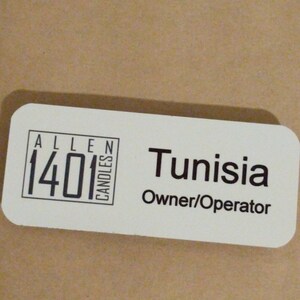 ALLEN
1401
CANDLES
Tunisia
Owner/Operator